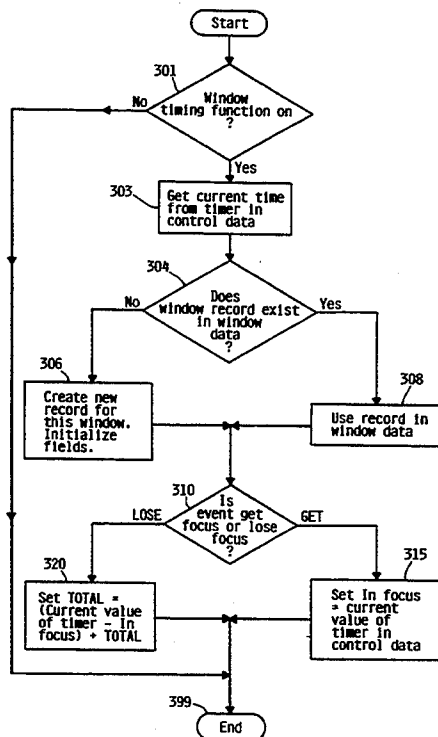 Start
301
No
Window
timing function on
?
Yes
303
Get current time
from timer in
control data
304
No
Does
window record exist
in window
data
?
Yes
306
Create new
record for
this window.
Initialize
fields.
308
Use record in
window data
310
LOSE
Is
event get
focus or lose
focus
?
GET
320
Set TOTAL =
(Current value
of timer - In
focus) + TOTAL
315
Set In focus
= current
value of
timer in
control data
399
End